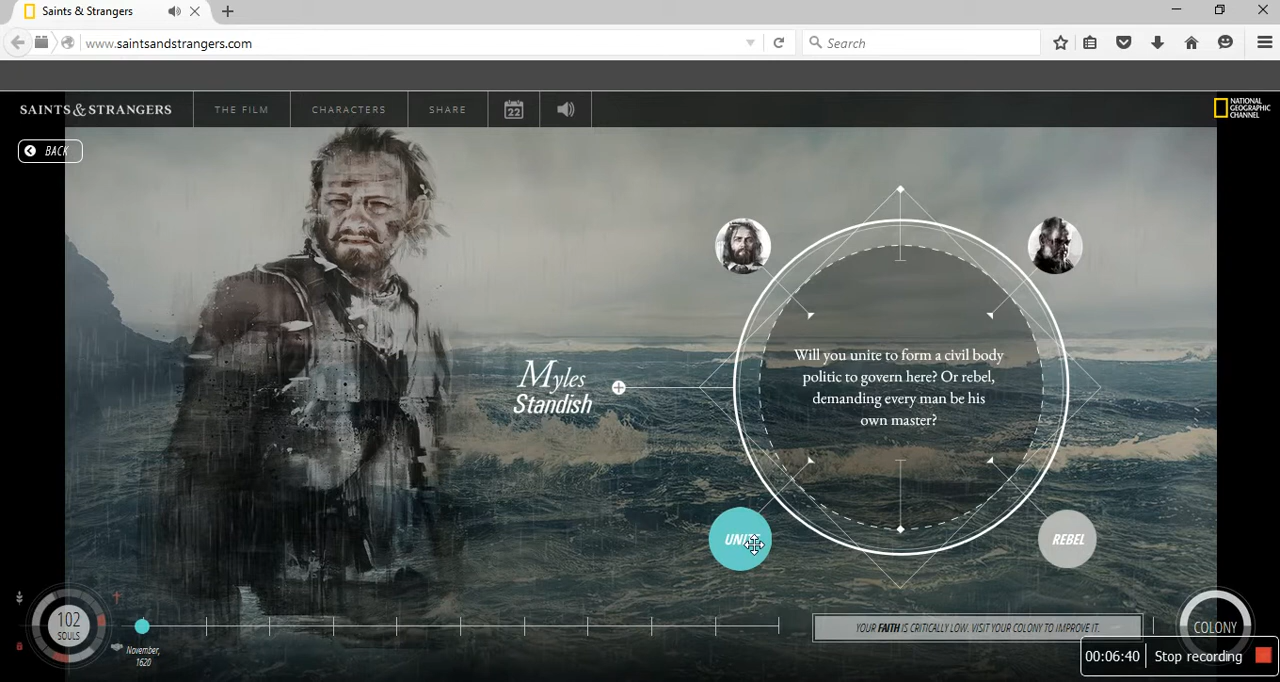 Saints & Strangers
www.saintsandstrangers.com
Search
SAINTS&STRANGERS
THE FILM
CHARACTERS
SHARE
22
NATIONAL
GEOGRAPHIC
CHANNEL
BACK
Will you unite to form a civil body
politic to govern here? Or rebel,
demanding every man be his
own master?
Myles
Standish
REBEL
102
SOULS
November,
1620
YOUR FAITH IS CRITICALLY LOW. VISIT YOUR COLONY TO IMPROVE IT.
COLONY
00:06:40
Stop recording